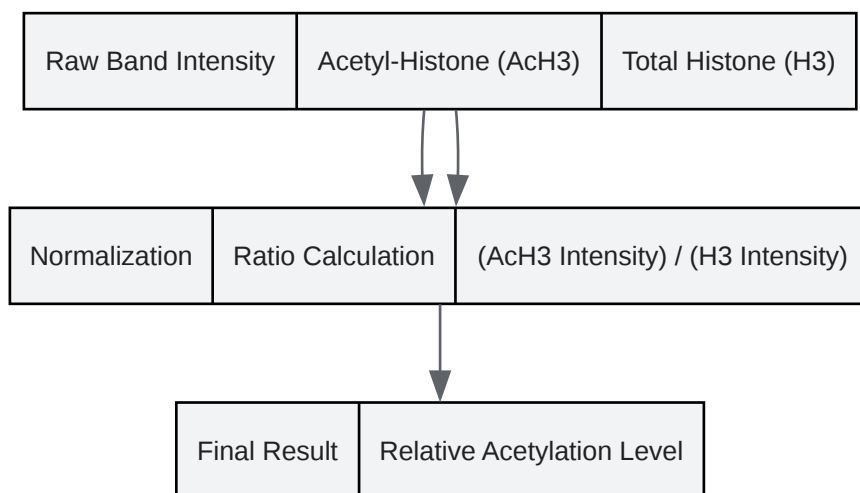 Raw Band Intensity Acetyl-Histone (AcH3) Total Histone (H3)
Normalization Ratio Calculation (AcH3 Intensity) / (H3 Intensity)
Final Result Relative Acetylation Level